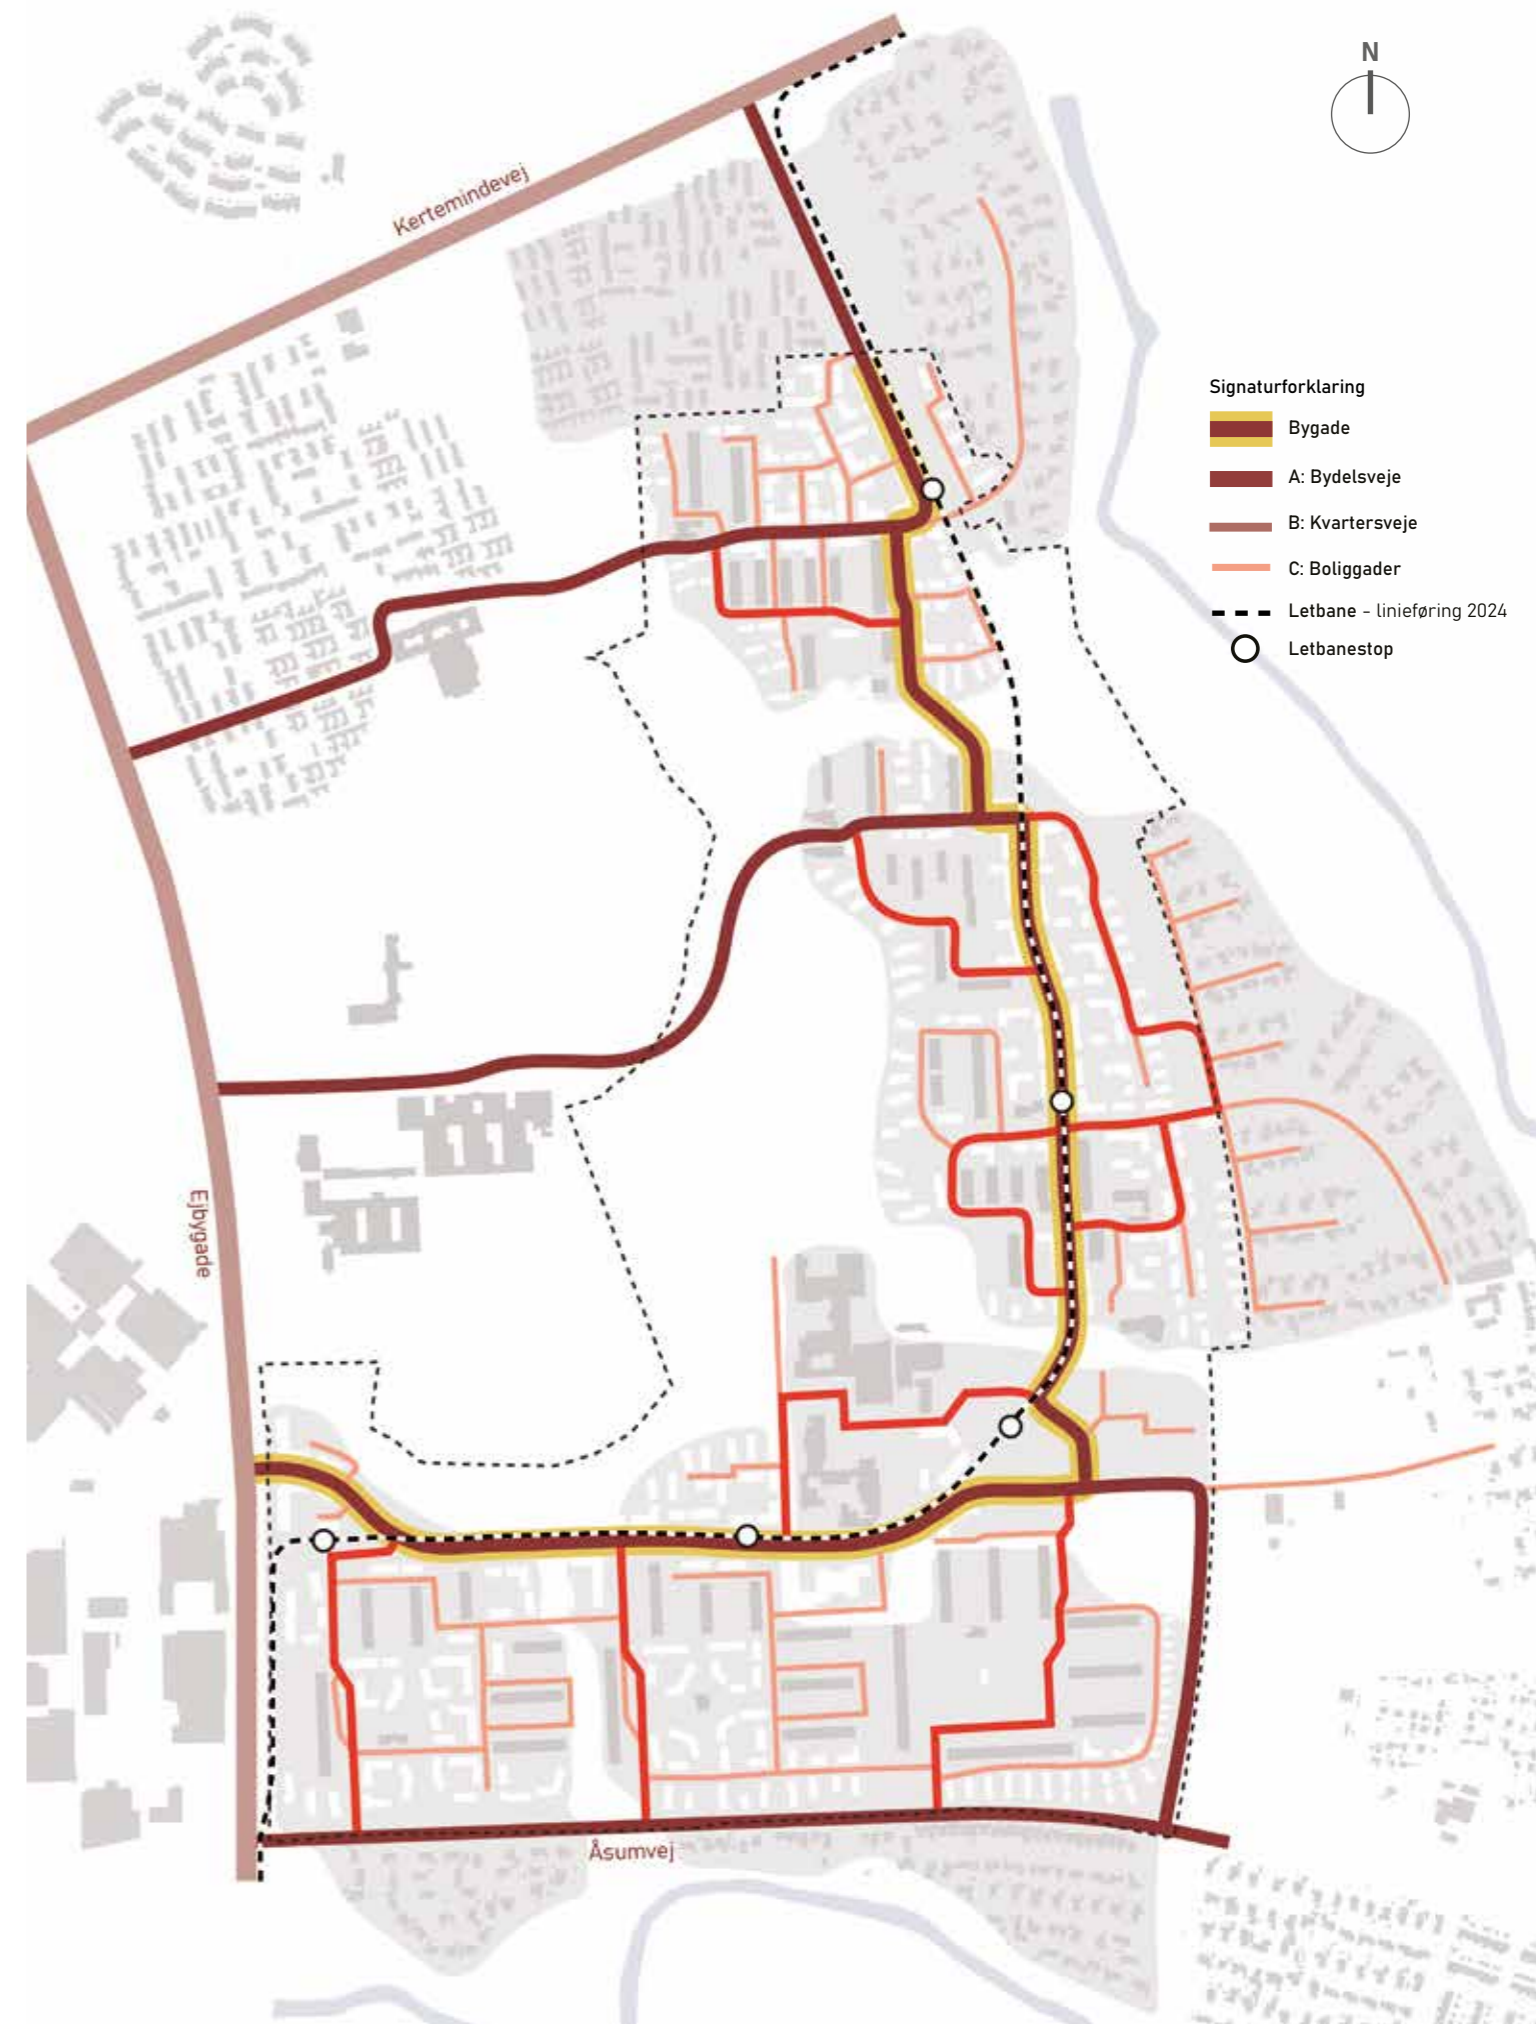 N
Kertemindevej
Signaturforklaring
Bygade
A: Bydelsveje
B: Kvartersveje
C: Boliggader
Letbane - linieføring 2024
Letbanestop
Ejbygade
Åsumvej